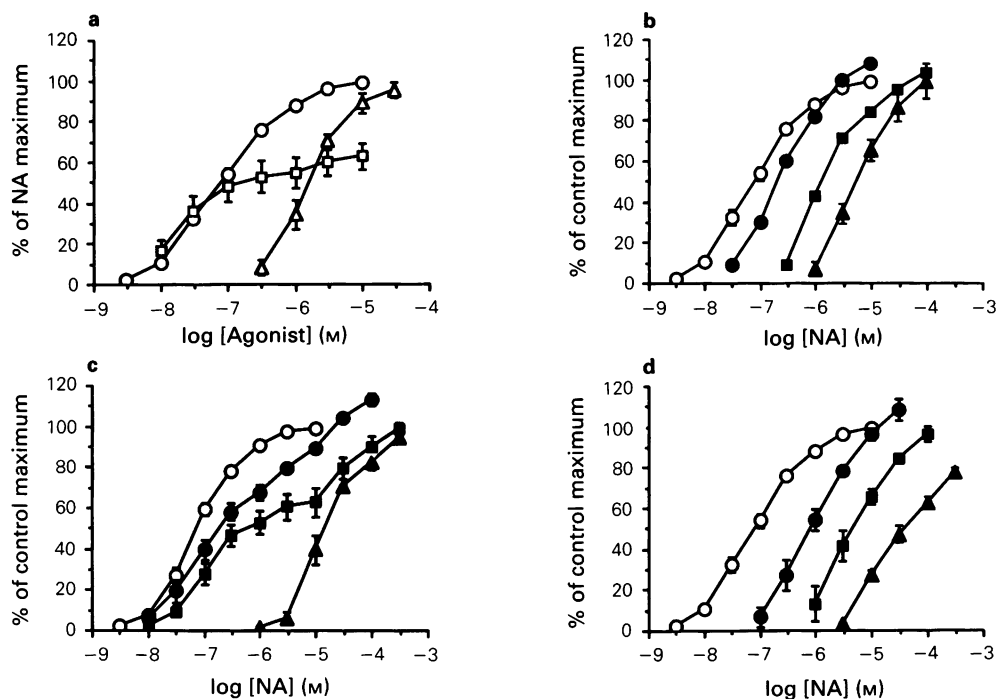 a
120
100
80
60
40
20
0
% of NA maximum
−9 −8 −7 −6 −5 −4
log [Agonist] (M)
b
120
100
80
60
40
20
0
% of control maximum
−9 −8 −7 −6 −5 −4 −3
log [NA] (M)
c
120
100
80
60
40
20
0
% of control maximum
−9 −8 −7 −6 −5 −4 −3
log [NA] (M)
d
120
100
80
60
40
20
0
% of control maximum
−9 −8 −7 −6 −5 −4 −3
log [NA] (M)